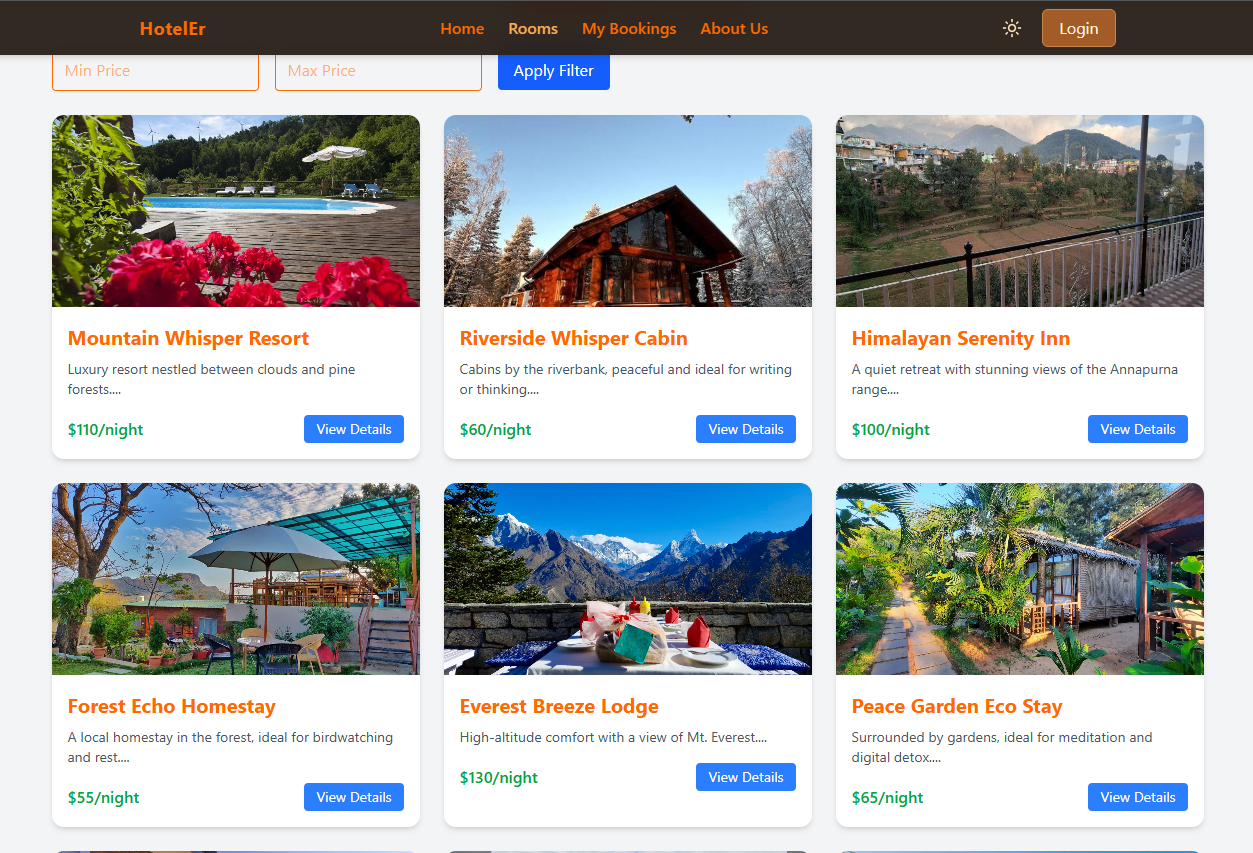 HotelEr
Home
Rooms
My Bookings
About Us
Login
Min Price
Max Price
Apply Filter
Mountain Whisper Resort
Luxury resort nestled between clouds and pine
forests....
$110/night
View Details
Riverside Whisper Cabin
Cabins by the riverbank, peaceful and ideal for writing
or thinking....
$60/night
View Details
Himalayan Serenity Inn
A quiet retreat with stunning views of the Annapurna
range....
$100/night
View Details
Forest Echo Homestay
A local homestay in the forest, ideal for birdwatching
and rest....
$55/night
View Details
Everest Breeze Lodge
High-altitude comfort with a view of Mt. Everest....
$130/night
View Details
Peace Garden Eco Stay
Surrounded by gardens, ideal for meditation and
digital detox....
$65/night
View Details